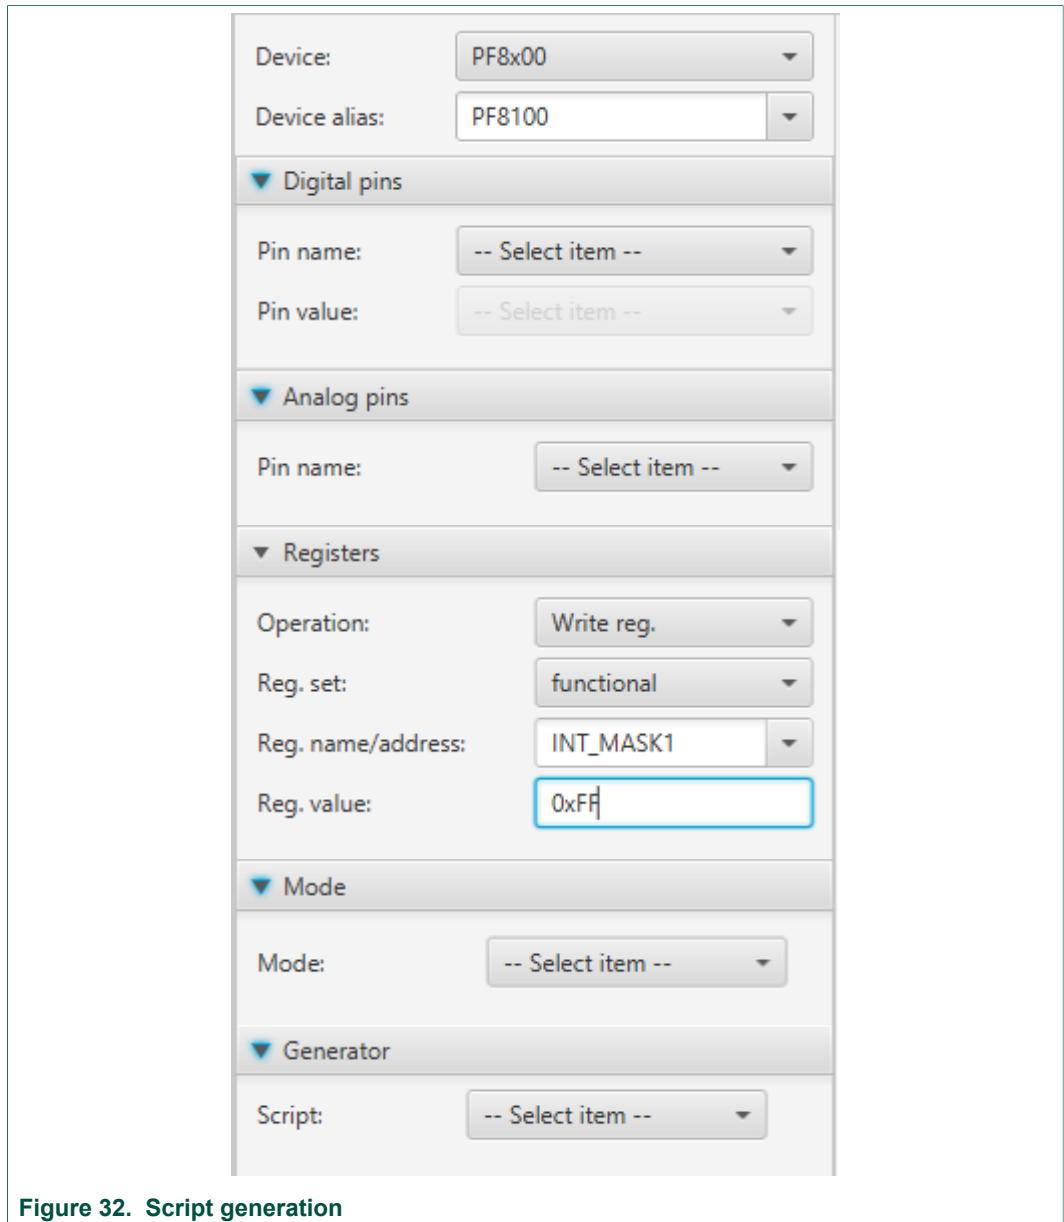 Device: PF8x00
Device alias: PF8100
Digital pins
Pin name: -- Select item --
Pin value: -- Select item --
Analog pins
Pin name: -- Select item --
Registers
Operation: Write reg.
Reg. set: functional
Reg. name/address: INT_MASK1
Reg. value: 0xFF
Mode
Mode: -- Select item --
Generator
Script: -- Select item --
Figure 32. Script generation